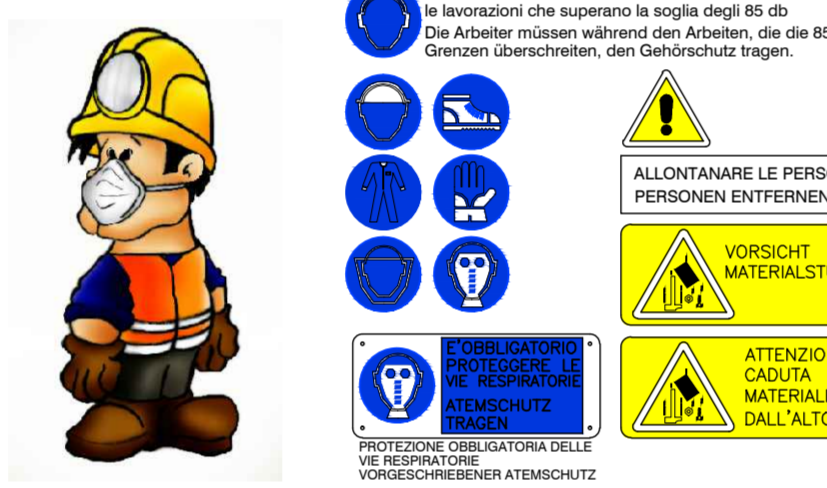 le lavorazioni che superano la soglia degli 85 db
Die Arbeiter müssen während den Arbeiten, die die 85
Grenzen überschreiten, den Gehörschutz tragen.
ALLONTANARE LE PERSO
PERSONEN ENTFERNEN
VORSICHT
MATERIALST
E'OBBLIGATORIO
PROTEGGERE LE
VIE RESPIRATORIE
ATEMSCHUTZ
TRAGEN
ATTENZIO
CADUTA
MATERIALI
DALL'ALTO
PROTEZIONE OBBLIGATORIA DELLE
VIE RESPIRATORIE
VORGESCHRIEBENER ATEMSCHUTZ